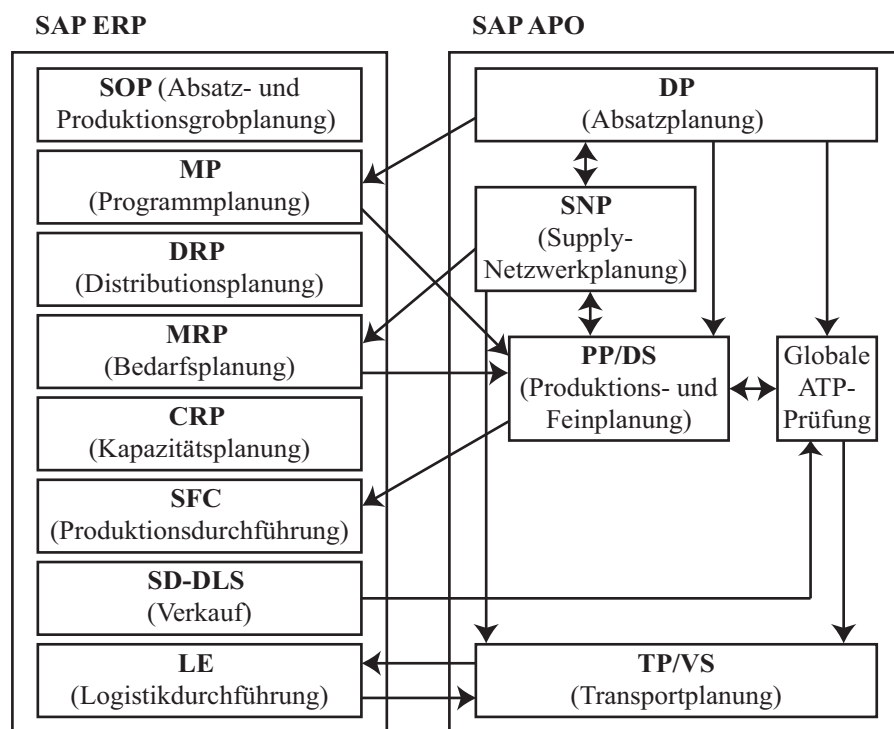 SAP ERP
SOP (Absatz- und
Produktionsgrobplanung)
MP
(Programmplanung)
DRP
(Distributionsplanung)
MRP
(Bedarfsplanung)
CRP
(Kapazitätsplanung)
SFC
(Produktionsdurchführung)
SD-DLS
(Verkauf)
LE
(Logistikdurchführung)
SAP APO
DP
(Absatzplanung)
SNP
(Supply-
Netzwerkplanung)
PP/DS
(Produktions- und
Feinplanung)
Globale
ATP-
Prüfung
TP/VS
(Transportplanung)